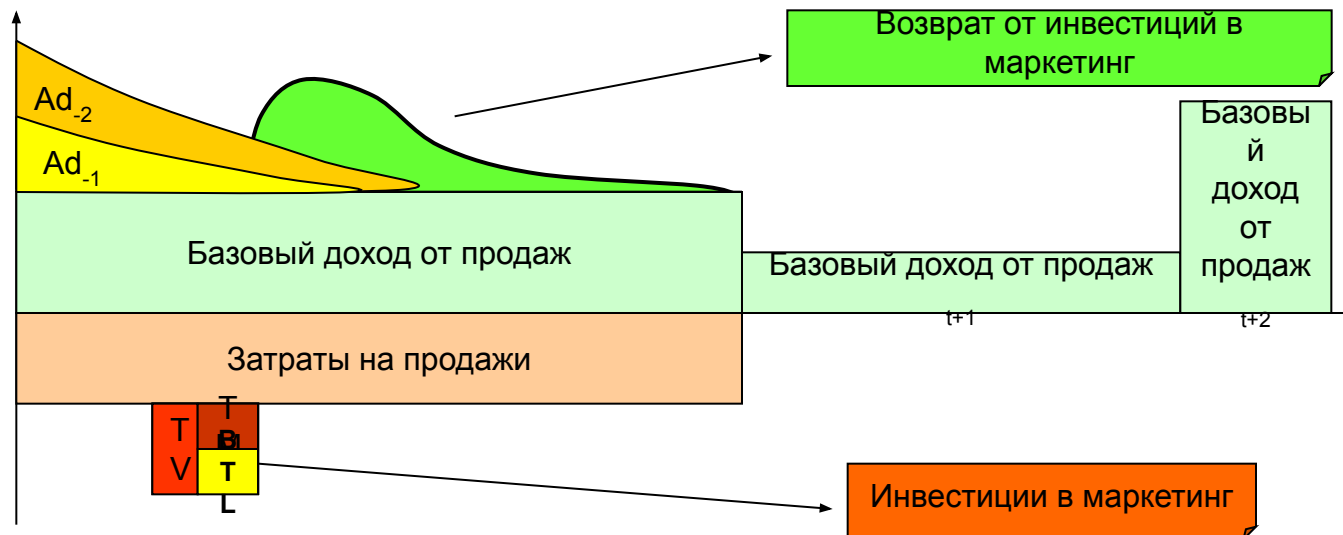 Возврат от инвестиций в
маркетинг
Ad-2
Ad-1
Базовы
й
доход
от
продаж
Базовый доход от продаж
Базовый доход от продаж
t+1
t+2
Затраты на продажи
T
V
T
B
T
L
Инвестиции в маркетинг